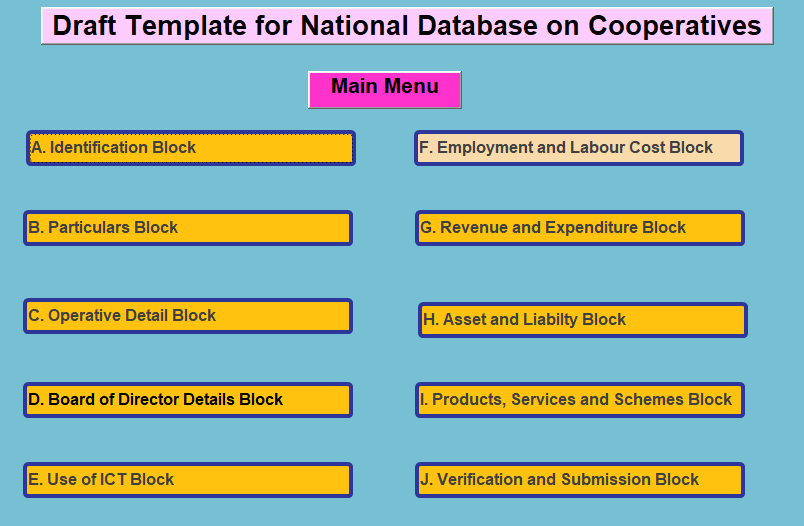 Draft Template for National Database on Cooperatives
Main Menu
A. Identification Block
B. Particulars Block
C. Operative Detail Block
D. Board of Director Details Block
E. Use of ICT Block
F. Employment and Labour Cost Block
G. Revenue and Expenditure Block
H. Asset and Liabilty Block
I. Products, Services and Schemes Block
J. Verification and Submission Block